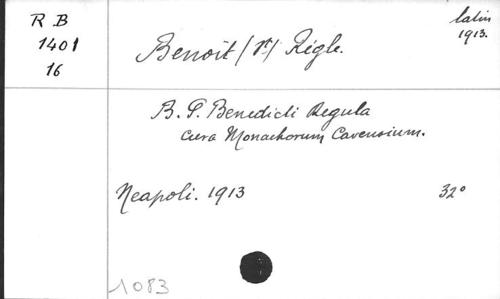 R B
1401
16
latin
1913.
Benoit / St / Règle.
B. P. Benedicti Regula
cura Monachorum Cavensium.
Neapoli. 1913
32°
1083